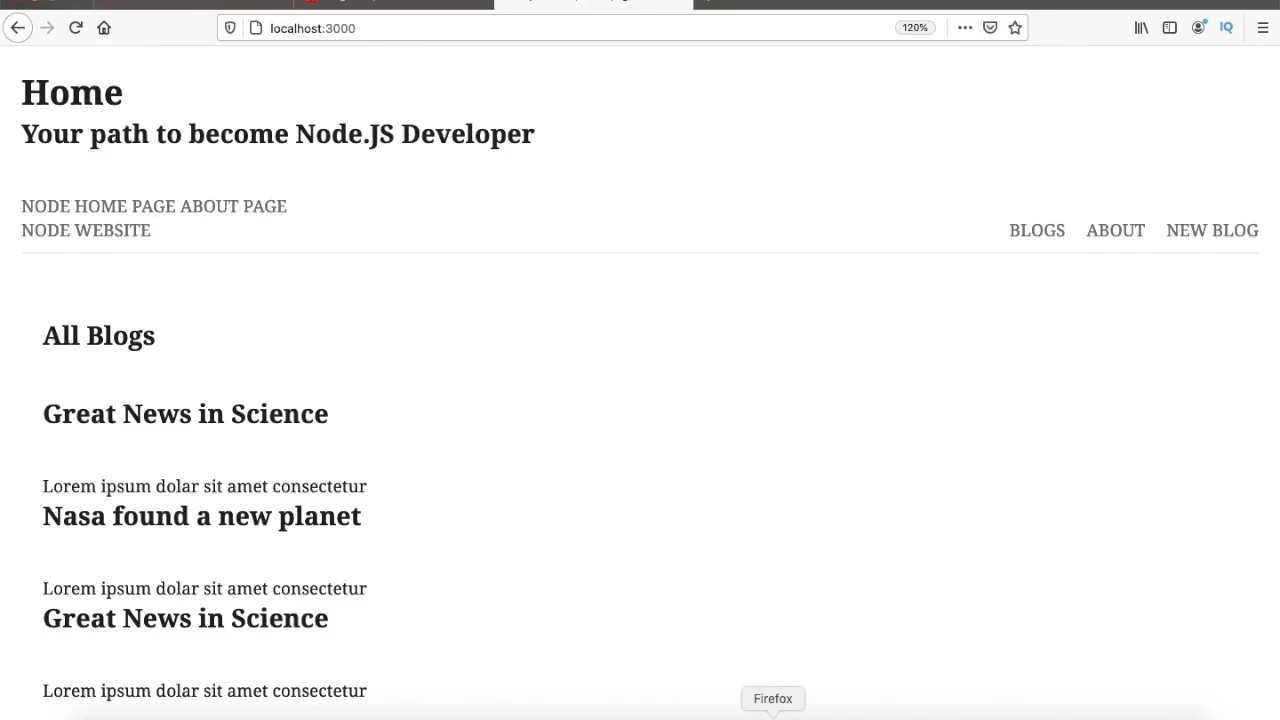 localhost:3000
120%
IQ
Home
Your path to become Node.JS Developer
NODE HOME PAGE ABOUT PAGE
NODE WEBSITE
BLOGS ABOUT NEW BLOG
All Blogs
Great News in Science
Lorem ipsum dolar sit amet consectetur
Nasa found a new planet
Lorem ipsum dolar sit amet consectetur
Great News in Science
Lorem ipsum dolar sit amet consectetur
Firefox